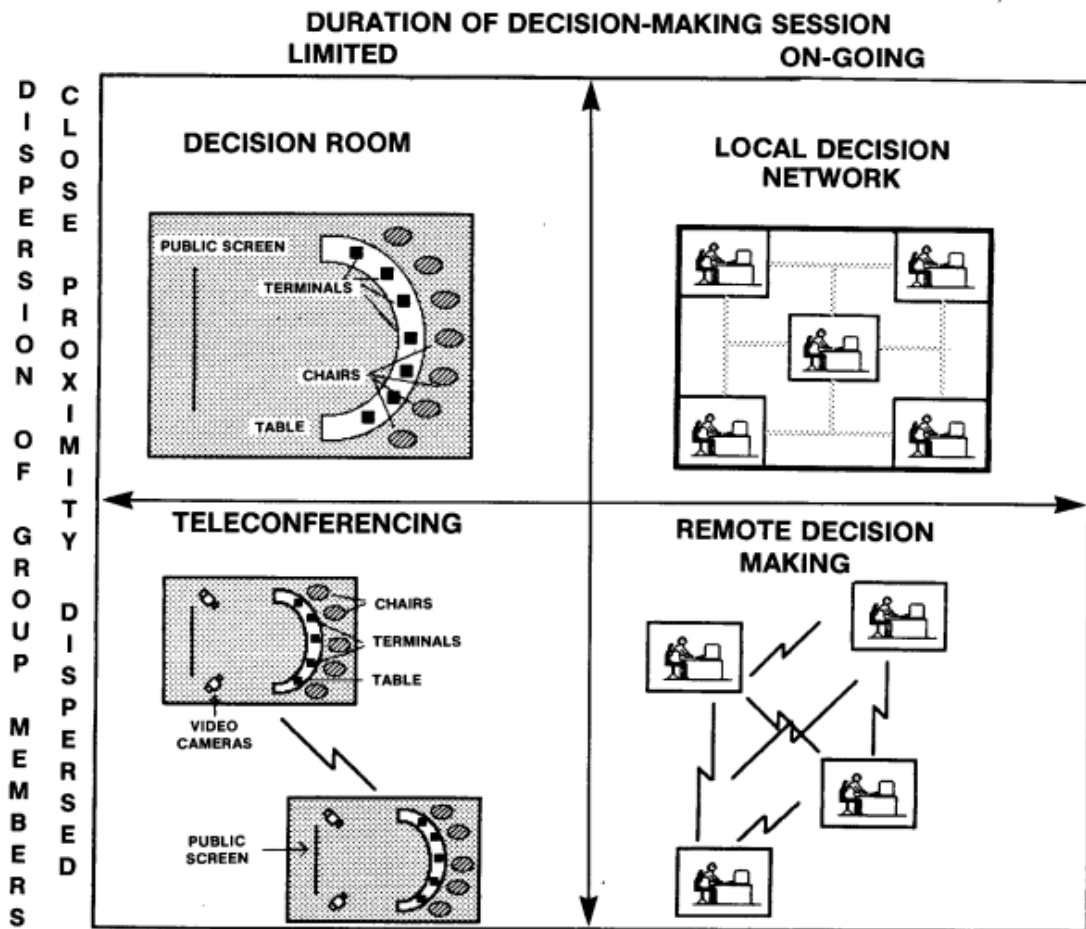 DURATION OF DECISION-MAKING SESSION
LIMITED
ON-GOING
DISPERSION OF GROUP MEMBERS
CLOSE PROXIMITY
DISPERSED
DECISION ROOM
PUBLIC SCREEN
TERMINALS
CHAIRS
TABLE
LOCAL DECISION
NETWORK
TELECONFERENCING
CHAIRS
TERMINALS
TABLE
VIDEO
CAMERAS
PUBLIC
SCREEN
REMOTE DECISION
MAKING